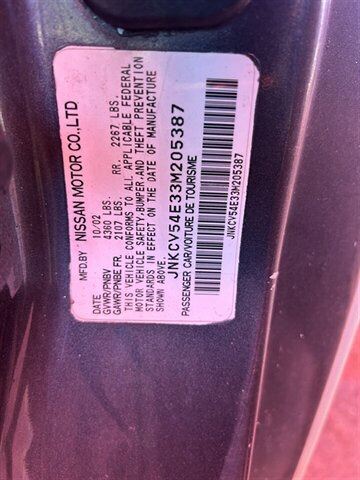 MFD.BY NISSAN MOTOR CO.,LTD
DATE 10/02
GVWR/PNBV 4360 LBS.
GAWR/PNBE FR. 2107 LBS. RR. 2267 LBS.
THIS VEHICLE CONFORMS TO ALL APPLICABLE FEDERAL
MOTOR VEHICLE SAFETY,BUMPER,AND THEFT PREVENTION
STANDARDS IN EFFECT ON THE DATE OF MANUFACTURE
SHOWN ABOVE.
JNKCV54E33M205387
PASSENGER CAR/VOITURE DE TOURISME
JNKCV54E33M205387